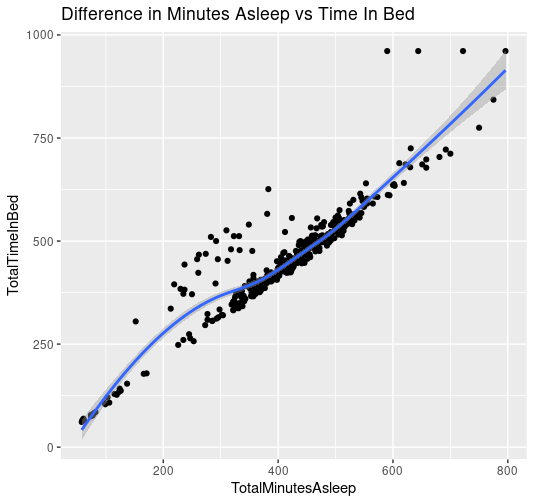 Difference in Minutes Asleep vs Time In Bed
1000
750
500
250
0
TotalTimeInBed
200 400 600 800
TotalMinutesAsleep